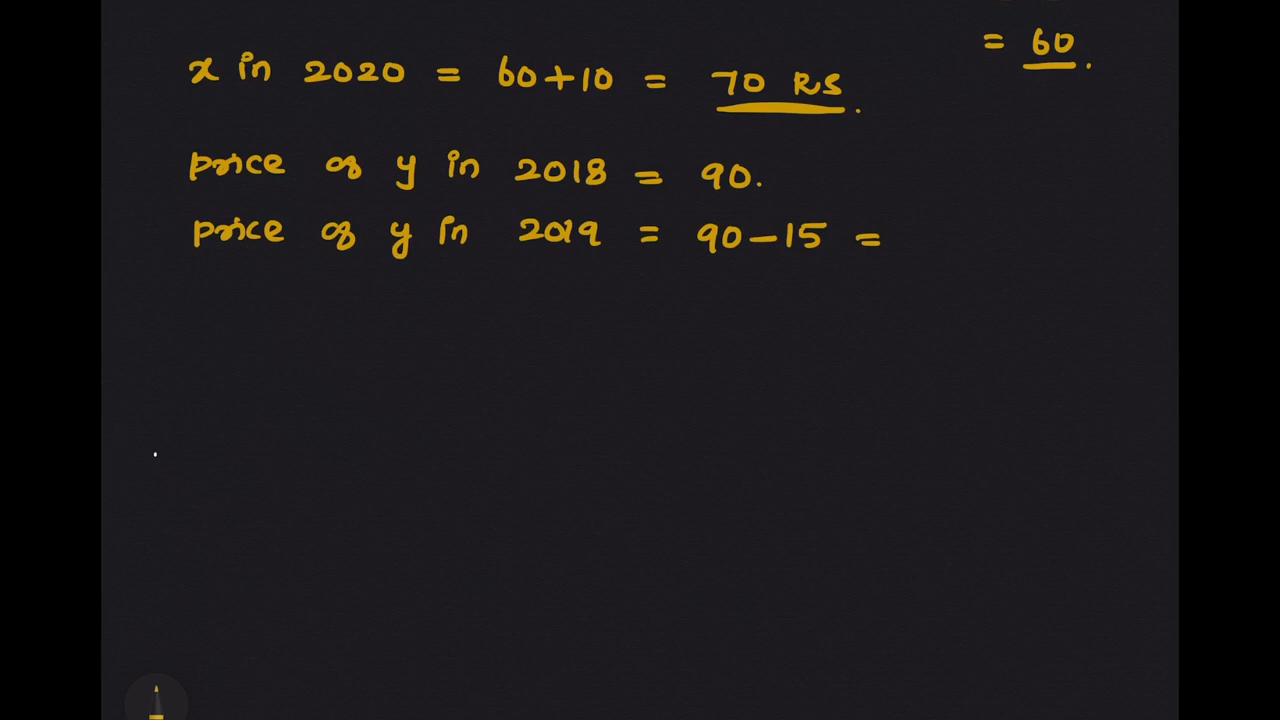 = 60.
x in 2020 = 60+10 = 70 RS.
price of y in 2018 = 90.
price of y in 2019 = 90-15 =